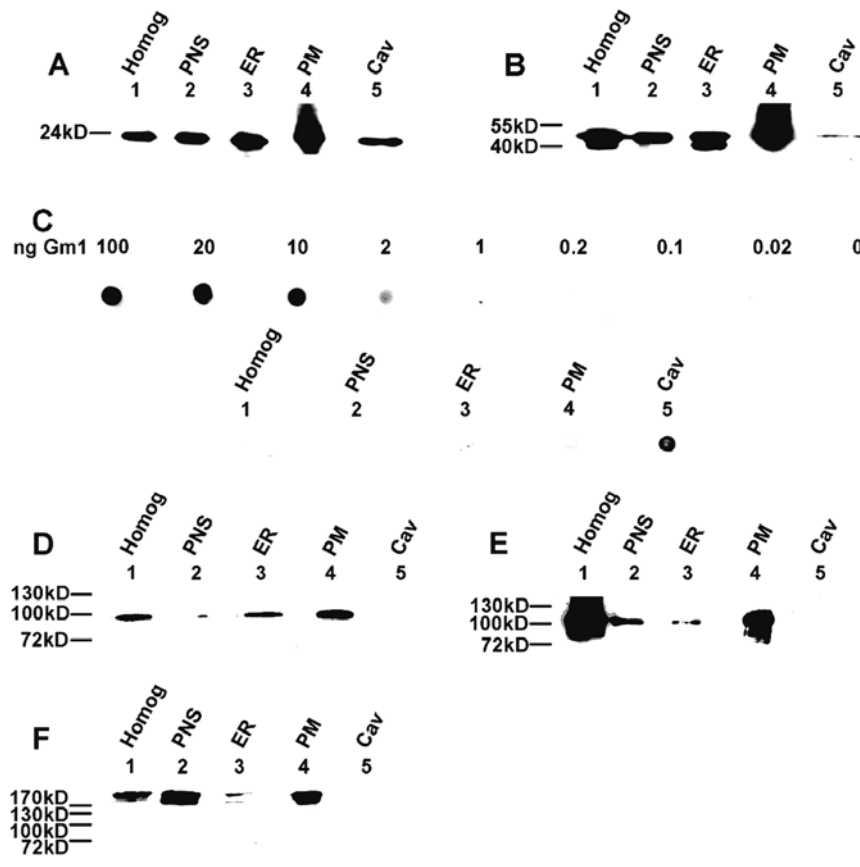 A Homog PNS ER PM Cav
1 2 3 4 5
24kD
B Homog PNS ER PM Cav
1 2 3 4 5
55kD
40kD
C
ng Gm1 100 20 10 2 1 0.2 0.1 0.02 0
Homog PNS ER PM Cav
1 2 3 4 5
D Homog PNS ER PM Cav
1 2 3 4 5
130kD
100kD
72kD
E Homog PNS ER PM Cav
1 2 3 4 5
130kD
100kD
72kD
F Homog PNS ER PM Cav
1 2 3 4 5
170kD
130kD
100kD
72kD